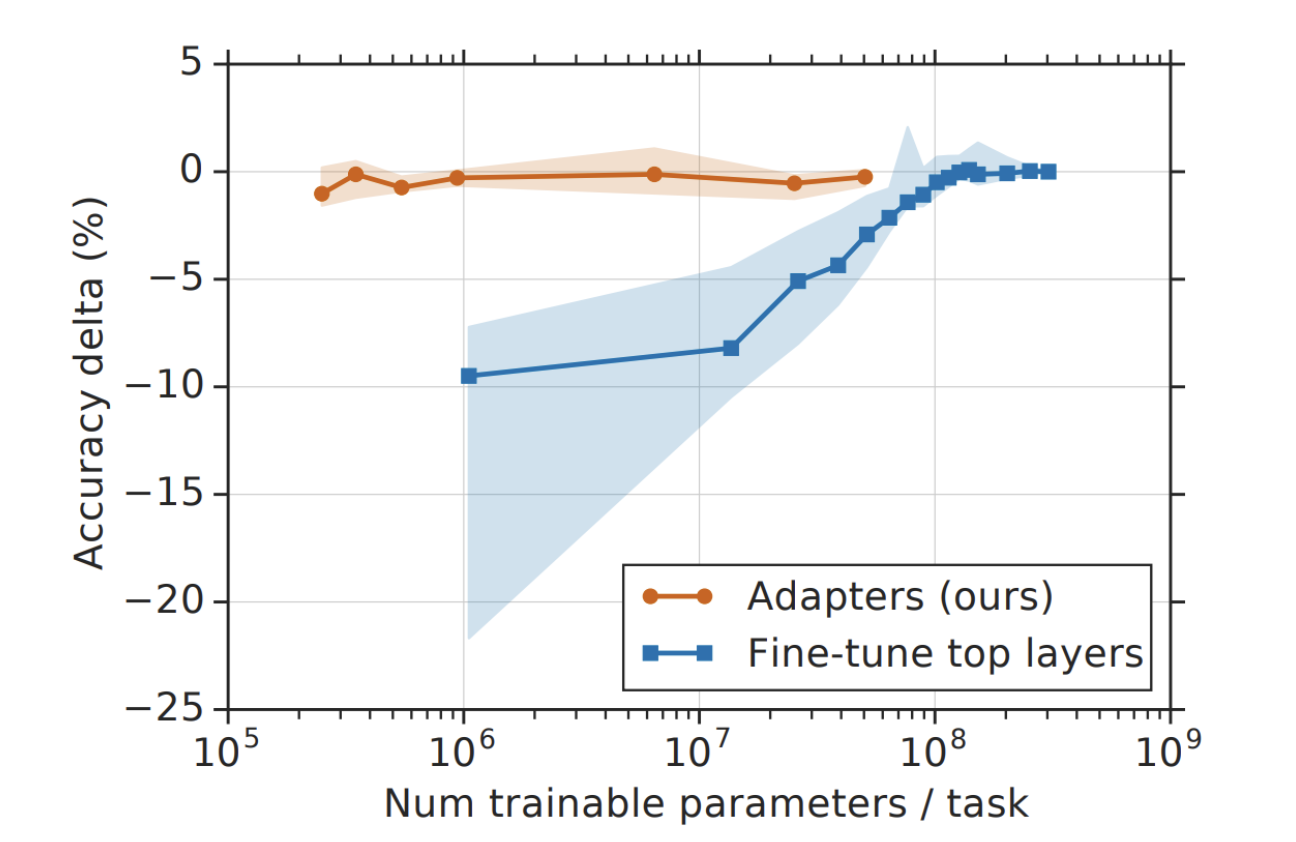 5
0
−5
−10
−15
−20
−25
Accuracy delta (%)
Adapters (ours)
Fine-tune top layers
10^5 10^6 10^7 10^8 10^9
Num trainable parameters / task